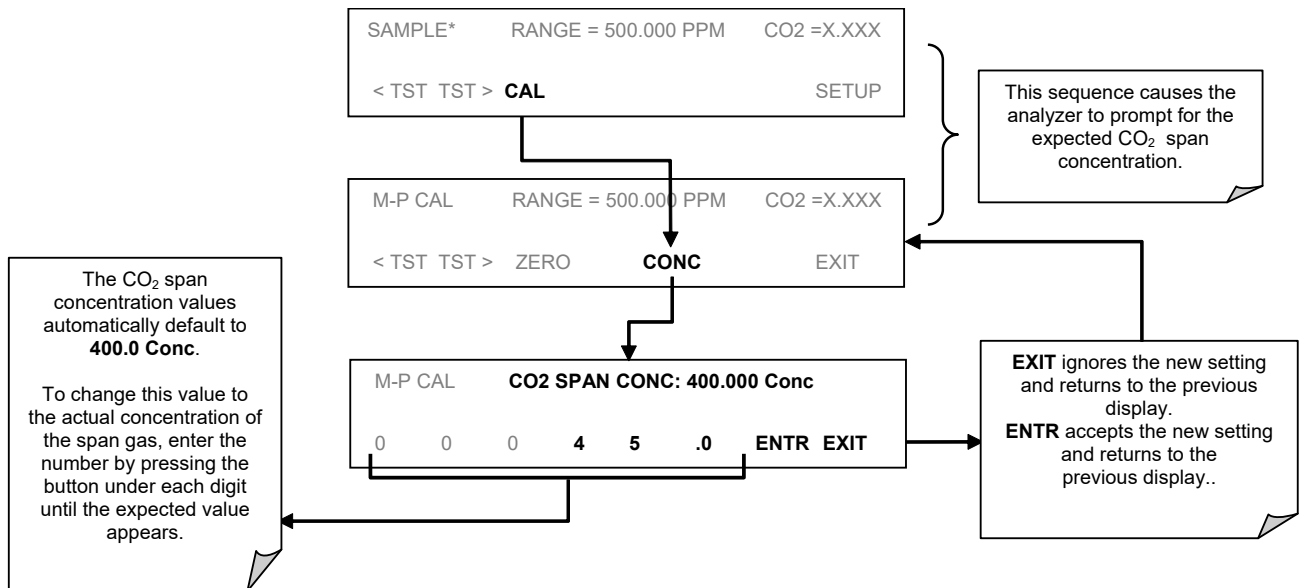 SAMPLE* RANGE = 500.000 PPM CO2 =X.XXX
< TST TST > CAL SETUP
This sequence causes the
analyzer to prompt for the
expected CO₂ span
concentration.
M-P CAL RANGE = 500.000 PPM CO2 =X.XXX
< TST TST > ZERO CONC EXIT
The CO₂ span
concentration values
automatically default to
400.0 Conc.
To change this value to
the actual concentration of
the span gas, enter the
number by pressing the
button under each digit
until the expected value
appears.
M-P CAL CO2 SPAN CONC: 400.000 Conc
0 0 0 4 5 .0 ENTR EXIT
EXIT ignores the new setting
and returns to the previous
display.
ENTR accepts the new setting
and returns to the
previous display..